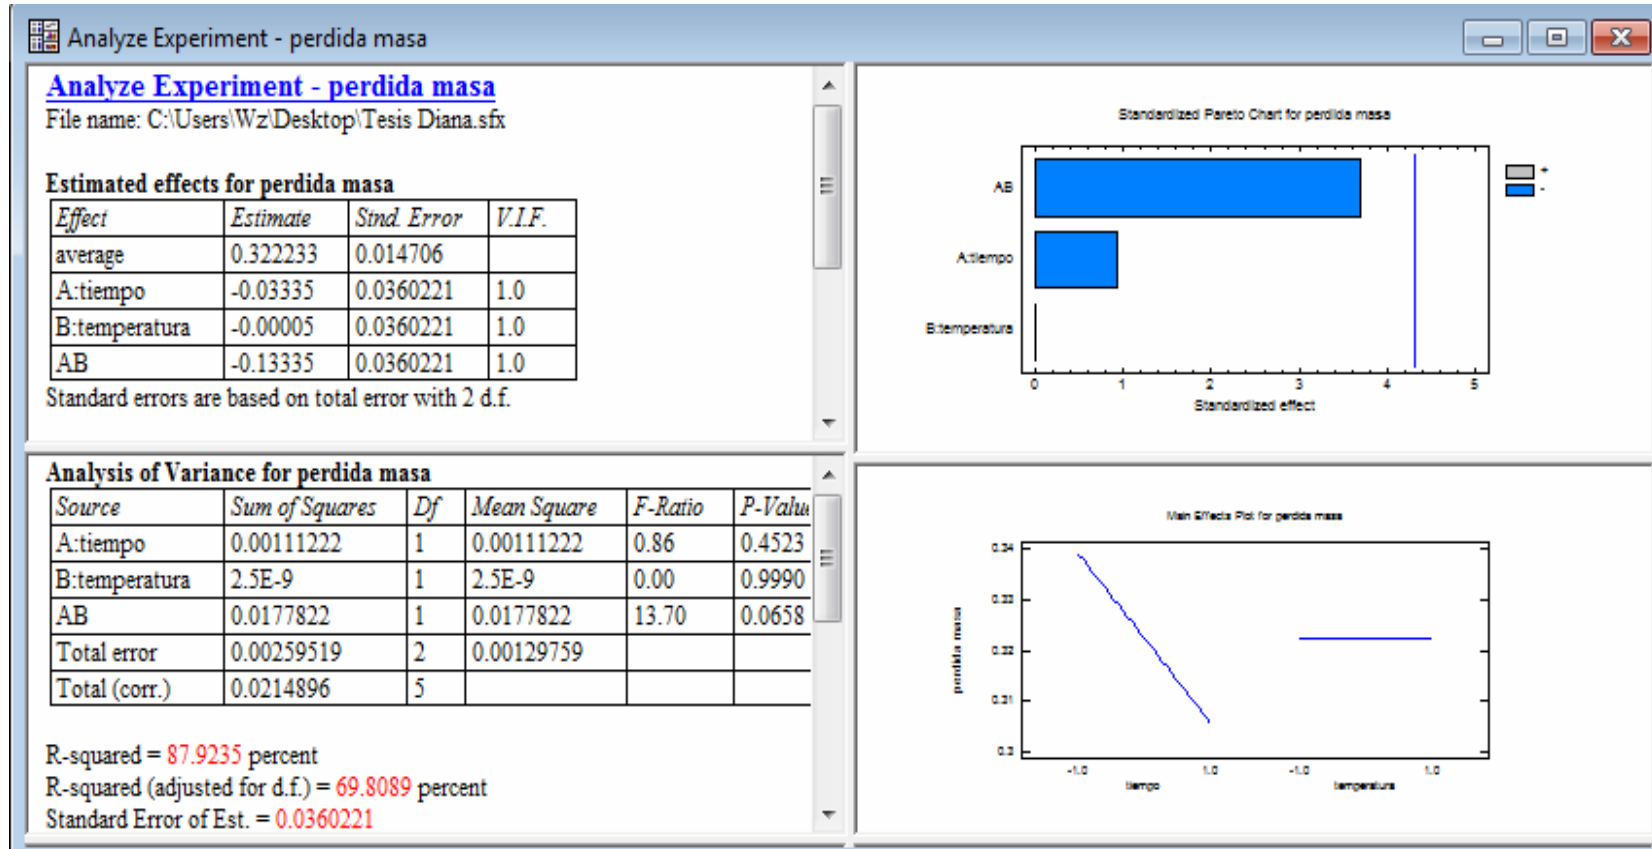 Analyze Experiment - perdida masa
Analyze Experiment - perdida masa
File name: C:\Users\Wz\Desktop\Tesis Diana.sfx
Estimated effects for perdida masa
Effect Estimate Stnd. Error V.I.F.
average 0.322233 0.014706
A:tiempo -0.03335 0.0360221 1.0
B:temperatura -0.00005 0.0360221 1.0
AB -0.13335 0.0360221 1.0
Standard errors are based on total error with 2 d.f.
Standardized Pareto Chart for perdida masa
AB
A:tiempo
B:temperatura
+
-
0 1 2 3 4 5
Standardized effect
Analysis of Variance for perdida masa
Source Sum of Squares Df Mean Square F-Ratio P-Valu
A:tiempo 0.00111222 1 0.00111222 0.86 0.4523
B:temperatura 2.5E-9 1 2.5E-9 0.00 0.9990
AB 0.0177822 1 0.0177822 13.70 0.0658
Total error 0.00259519 2 0.00129759
Total (corr.) 0.0214896 5
R-squared = 87.9235 percent
R-squared (adjusted for d.f.) = 69.8089 percent
Standard Error of Est. = 0.0360221
Main Effects Plot for perdida masa
perdida masa
0.34
0.33
0.32
0.31
0.3
-1.0 1.0 -1.0 1.0
tiempo temperatura